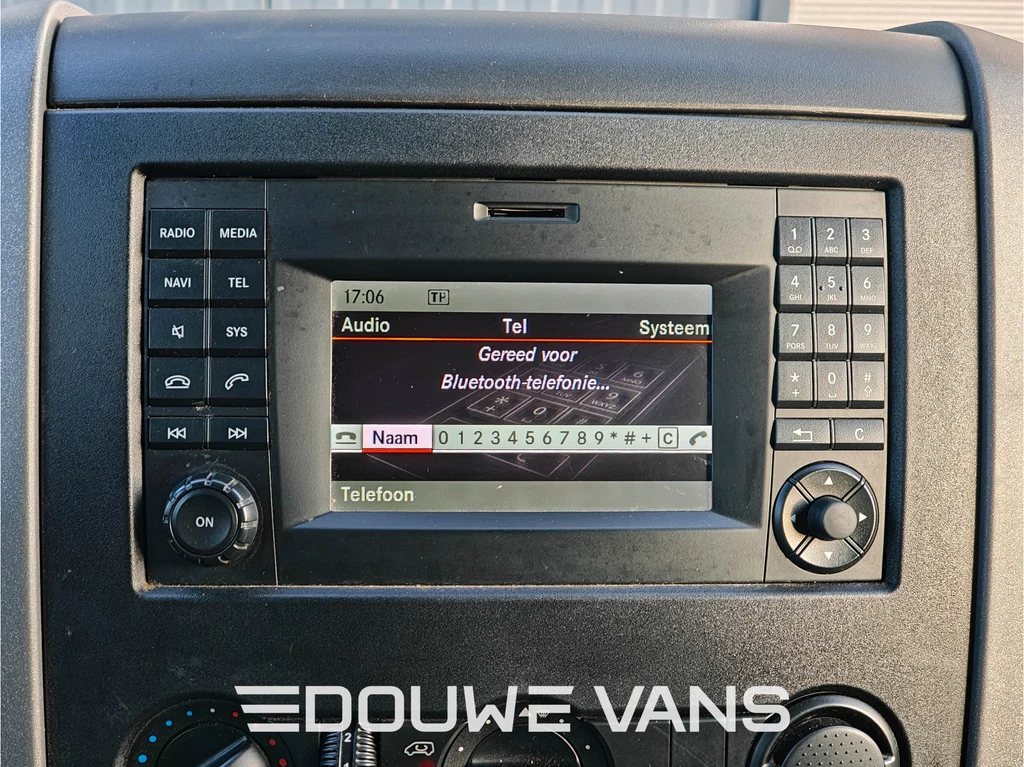 RADIO MEDIA
NAVI TEL
SYS
ON
17:06 TP
Audio Tel Systeem
Gereed voor
Bluetooth-telefonie...
Naam 0 1 2 3 4 5 6 7 8 9 * # + C
Telefoon
1 2 ABC 3 DEF
4 GHI 5 JKL 6 MNO
7 PQRS 8 TUV 9 WXYZ
* + 0 #
C
DOUWE VANS
2